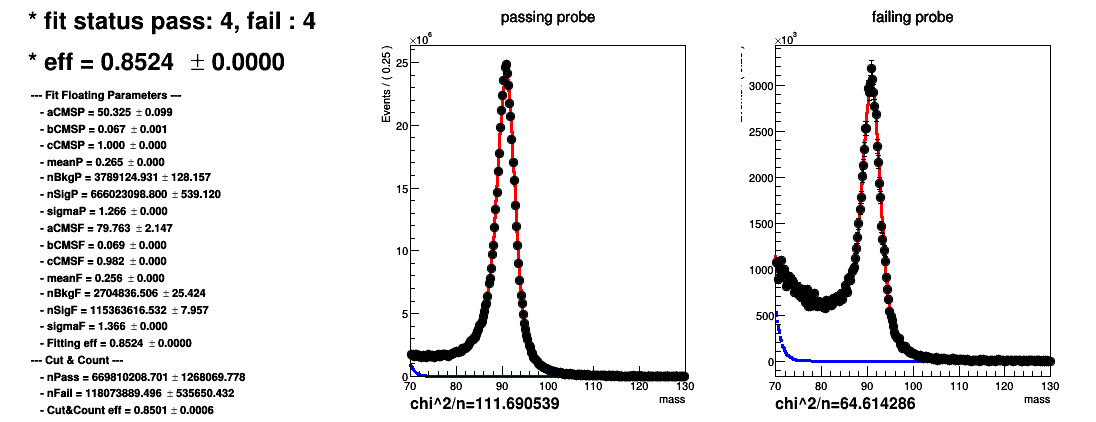 * fit status pass: 4, fail : 4
* eff = 0.8524 ± 0.0000
--- Fit Floating Parameters ---
- aCMSP = 50.325 ± 0.099
- bCMSP = 0.067 ± 0.001
- cCMSP = 1.000 ± 0.000
- meanP = 0.265 ± 0.000
- nBkgP = 3789124.931 ± 128.157
- nSigP = 666023098.800 ± 539.120
- sigmaP = 1.266 ± 0.000
- aCMSF = 79.763 ± 2.147
- bCMSF = 0.069 ± 0.000
- cCMSF = 0.982 ± 0.000
- meanF = 0.256 ± 0.000
- nBkgF = 2704836.506 ± 25.424
- nSigF = 115363616.532 ± 7.957
- sigmaF = 1.366 ± 0.000
- Fitting eff = 0.8524 ± 0.0000
--- Cut & Count ---
- nPass = 669810208.701 ± 1268069.778
- nFail = 118073889.496 ± 535650.432
- Cut&Count eff = 0.8501 ± 0.0006
passing probe
×10⁶
Events / ( 0.25 )
25
20
15
10
5
0
70 80 90 100 110 120 130
mass
chi^2/n=111.690539
failing probe
×10³
3000
2500
2000
1500
1000
500
0
70 80 90 100 110 120 130
mass
chi^2/n=64.614286